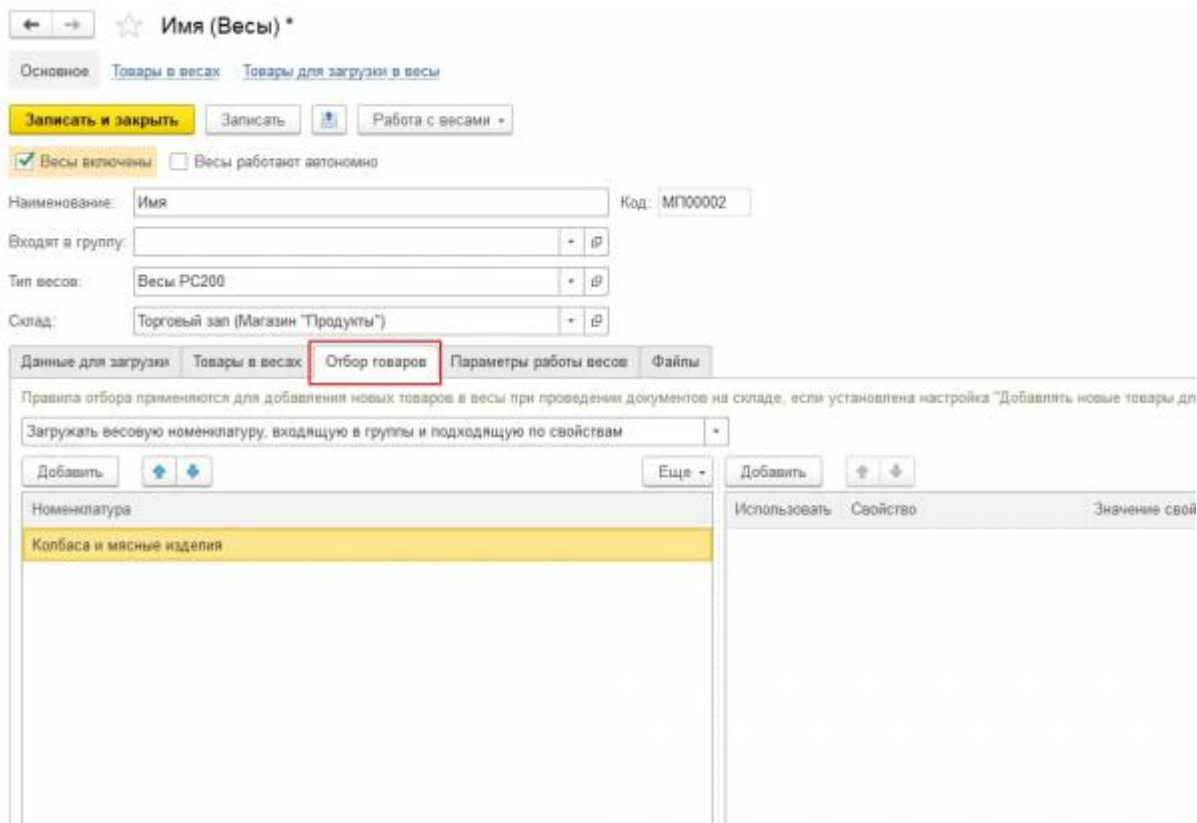 Имя (Весы) *
Основное Товары в весах Товары для загрузки в весы
Записать и закрыть Записать Работа с весами
Весы включены Весы работают автономно
Наименование: Имя Код: МП00002
Входят в группу:
Тип весов: Весы PC200
Склад: Торговый зал (Магазин "Продукты")
Данные для загрузки Товары в весах Отбор товаров Параметры работы весов Файлы
Правила отбора применяются для добавления новых товаров в весы при проведении документов на складе, если установлена настройка "Добавлять новые товары дл
Загружать весовую номенклатуру, входящую в группы и подходящую по свойствам
Добавить Еще Добавить
Номенклатура Использовать Свойство Значение свой
Колбаса и мясные изделия